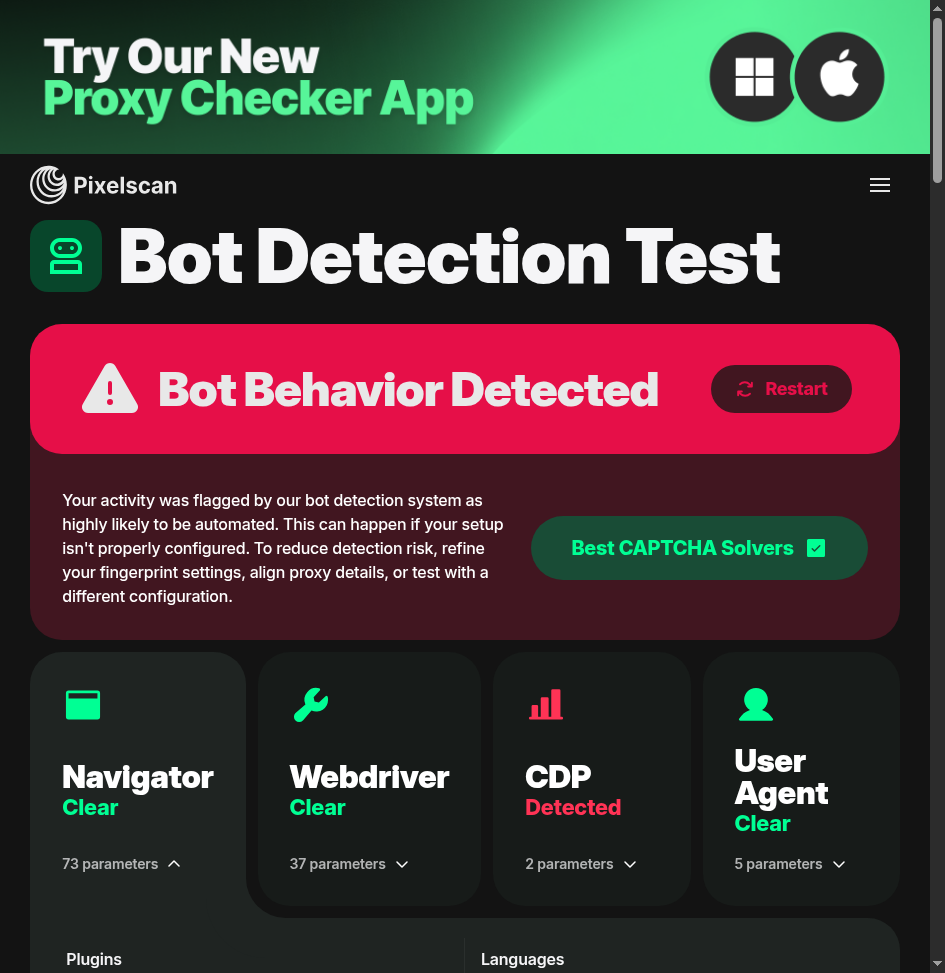 Try Our New
Proxy Checker App
Pixelscan
Bot Detection Test
Bot Behavior Detected
Restart
Your activity was flagged by our bot detection system as
highly likely to be automated. This can happen if your setup
isn't properly configured. To reduce detection risk, refine
your fingerprint settings, align proxy details, or test with a
different configuration.
Best CAPTCHA Solvers
Navigator
Clear
73 parameters
Webdriver
Clear
37 parameters
CDP
Detected
2 parameters
User
Agent
Clear
5 parameters
Plugins
Languages